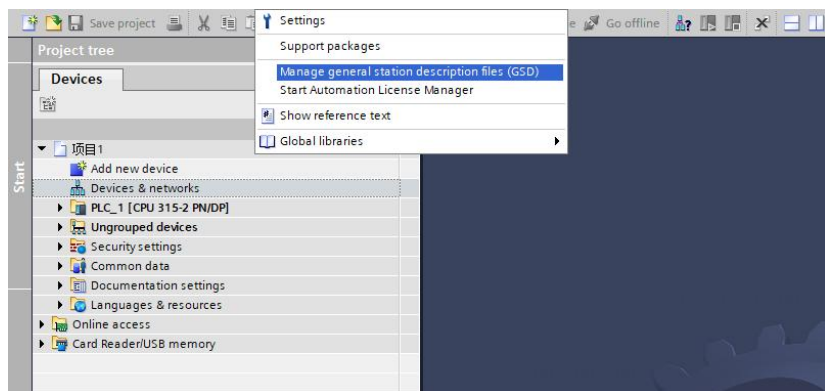 Save project
Settings
Support packages
Manage general station description files (GSD)
Start Automation License Manager
Show reference text
Global libraries
Go offline
Project tree
Devices
Start
项目1
Add new device
Devices & networks
PLC_1 [CPU 315-2 PN/DP]
Ungrouped devices
Security settings
Common data
Documentation settings
Languages & resources
Online access
Card Reader/USB memory